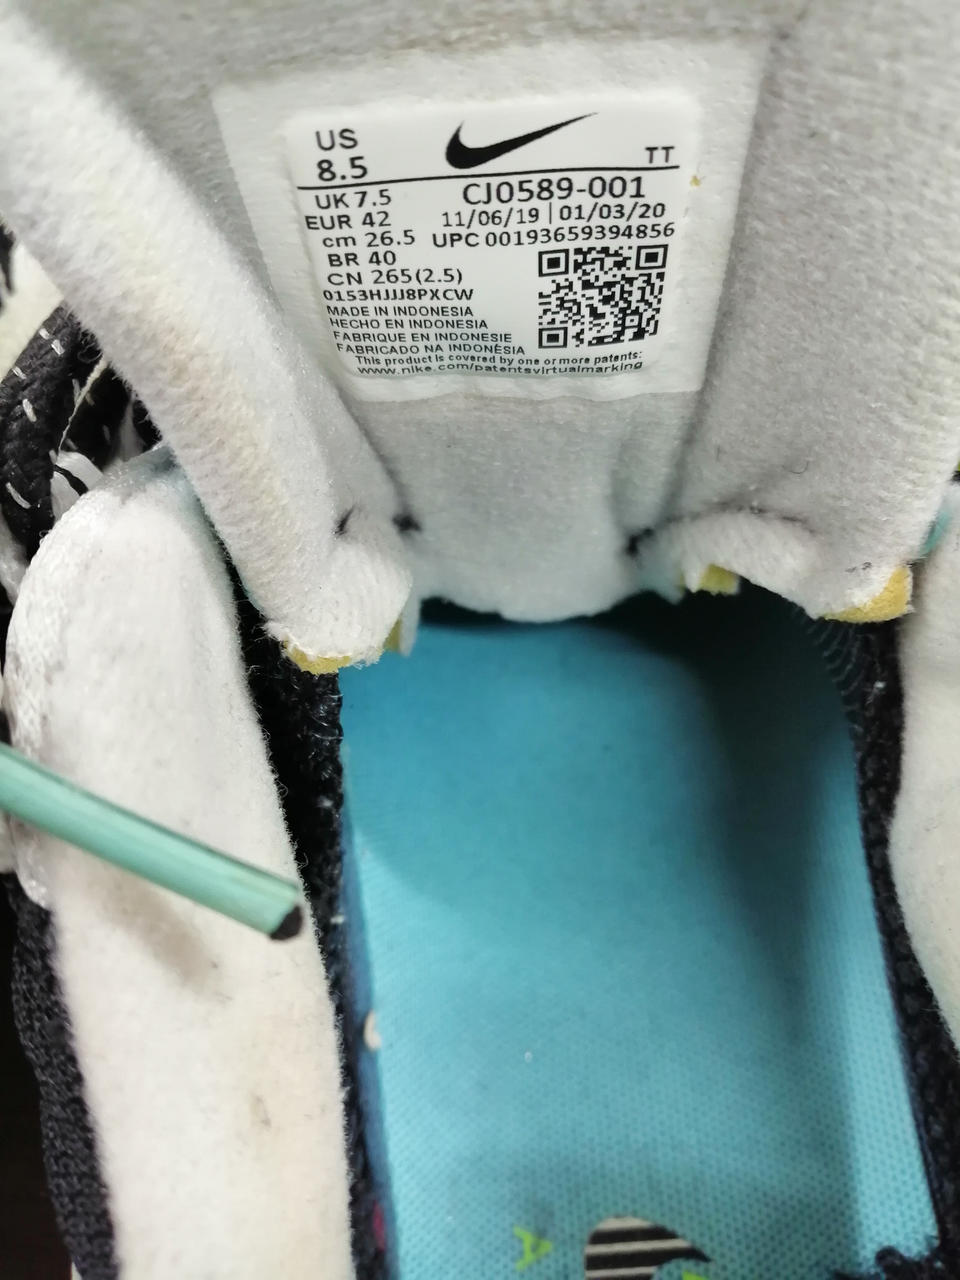 US
8.5
TT
UK 7.5
EUR 42
cm 26.5
BR 40
CN 265(2.5)
CJ0589-001
11/06/19 | 01/03/20
UPC 00193659394856
0153HJJJ8PXCW
MADE IN INDONESIA
HECHO EN INDONESIA
FABRIQUE EN INDONESIE
FABRICADO NA INDONÉSIA
This product is covered by one or more patents:
www.nike.com/patentsvirtualmarking
A